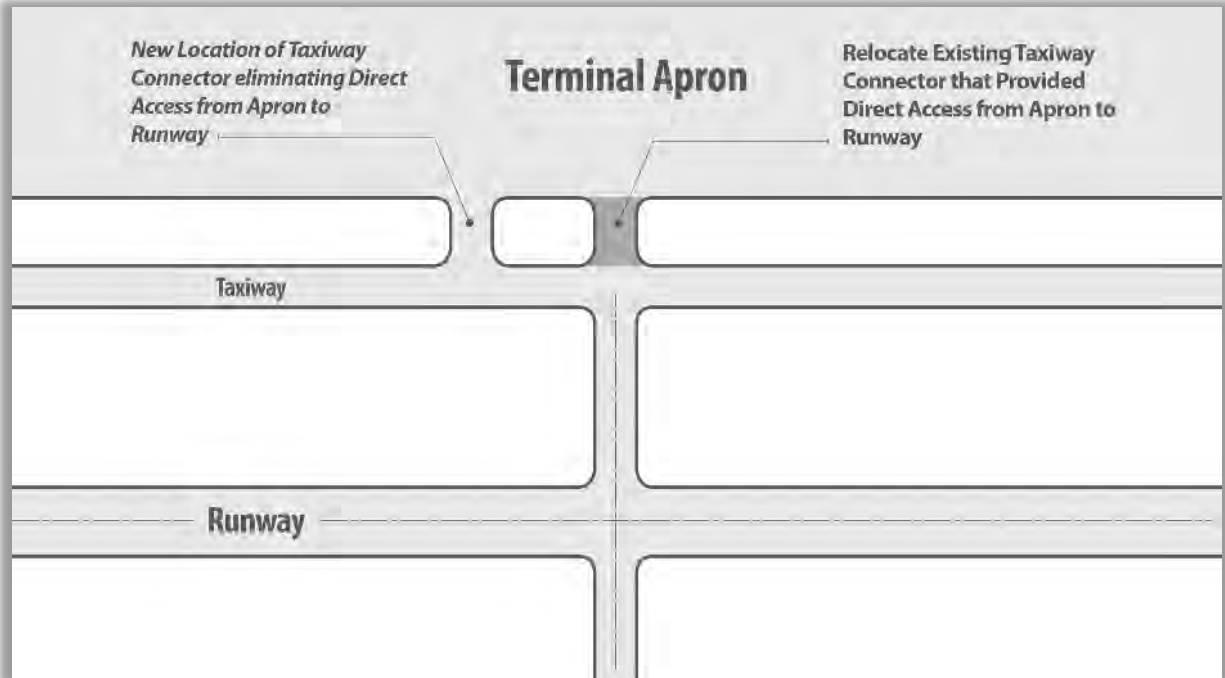 New Location of Taxiway
Connector eliminating Direct
Access from Apron to
Runway
Terminal Apron
Relocate Existing Taxiway
Connector that Provided
Direct Access from Apron to
Runway
Taxiway
Runway